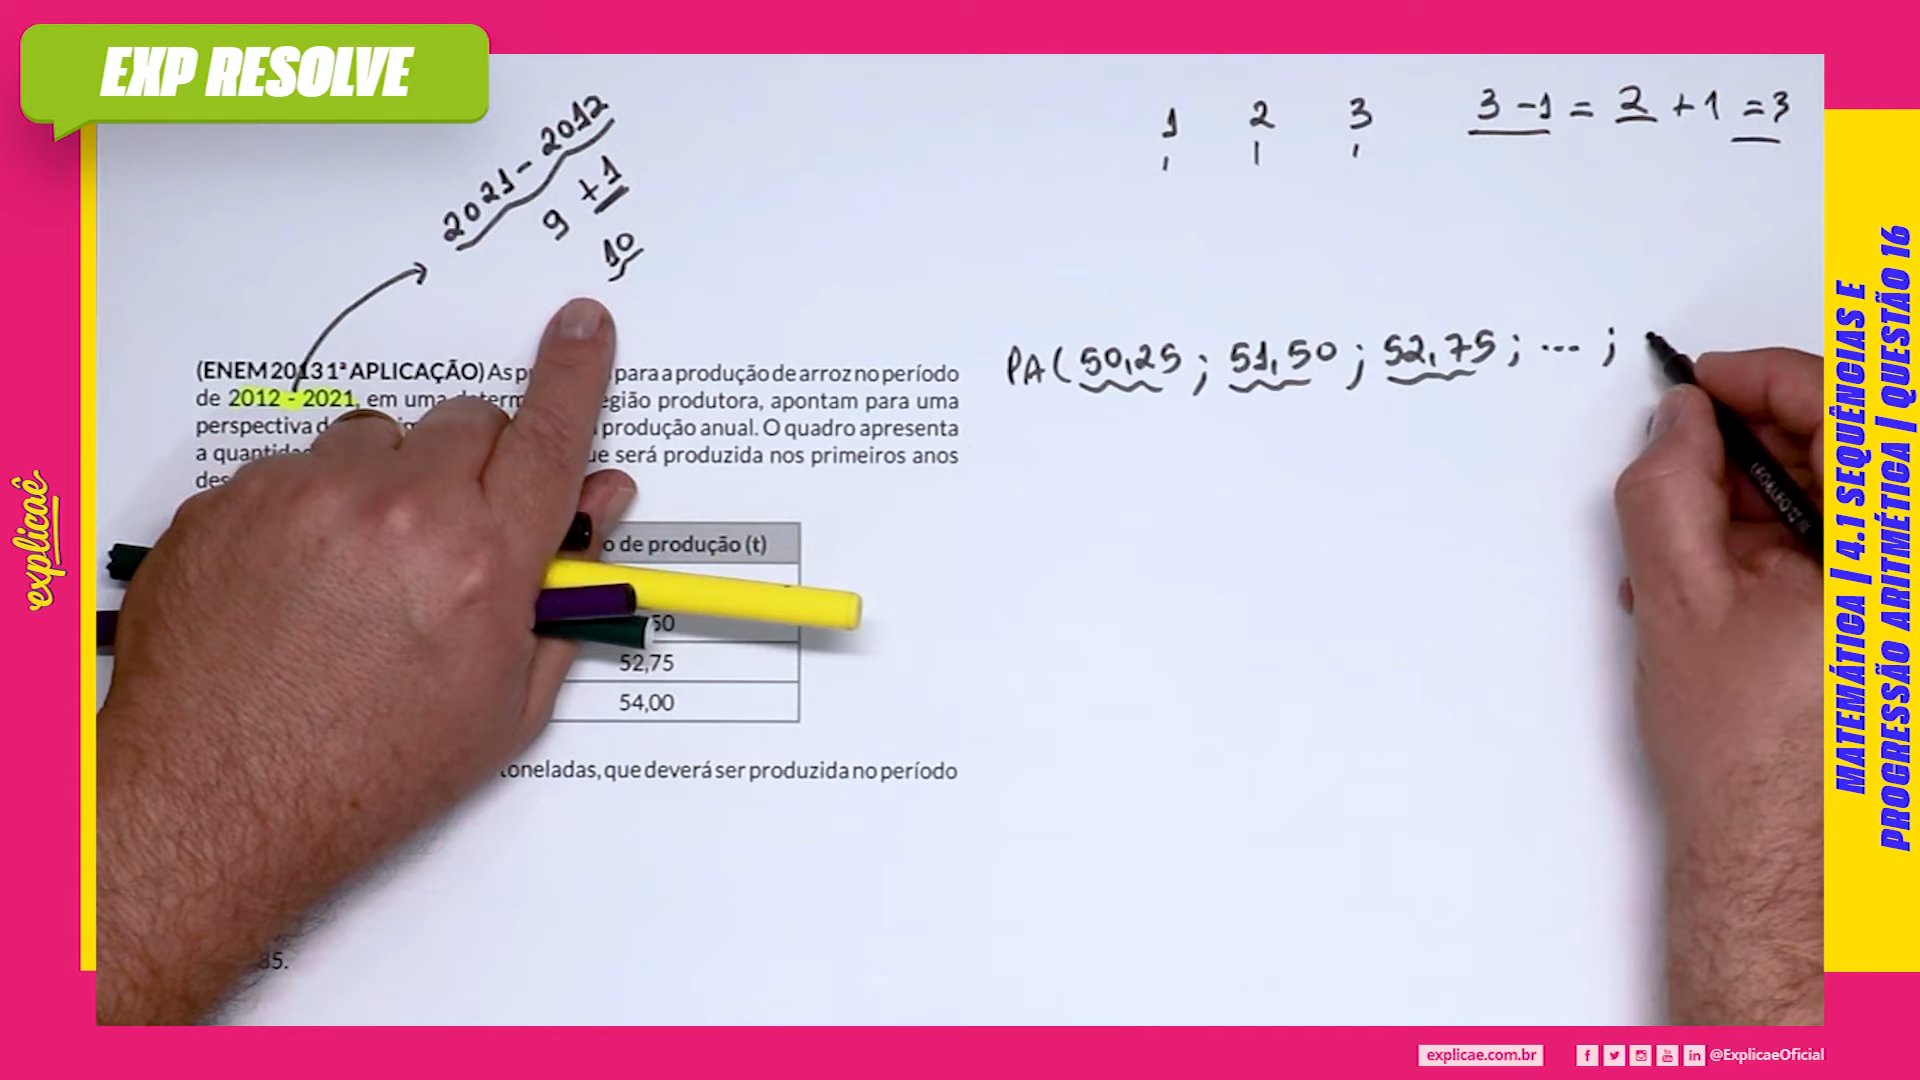 EXP RESOLVE
2021 - 2012
9 +1
10
1 2 3 3 - 1 = 2 + 1 = 3
PA ( 50,25 ; 51,50 ; 52,75 ; ... ;
(ENEM 2013 1ª APLICAÇÃO) As para a produção de arroz no período
de 2012 - 2021, em uma região produtora, apontam para uma
perspectiva produção anual. O quadro apresenta
a será produzida nos primeiros anos
de produção (t)
50
52,75
54,00
toneladas, que deverá ser produzida no período
85.
explicaê
MATEMÁTICA | 4.1 SEQUÊNCIAS E
PROGRESSÃO ARITMÉTICA | QUESTÃO 16
explicae.com.br
@ExplicaeOficial